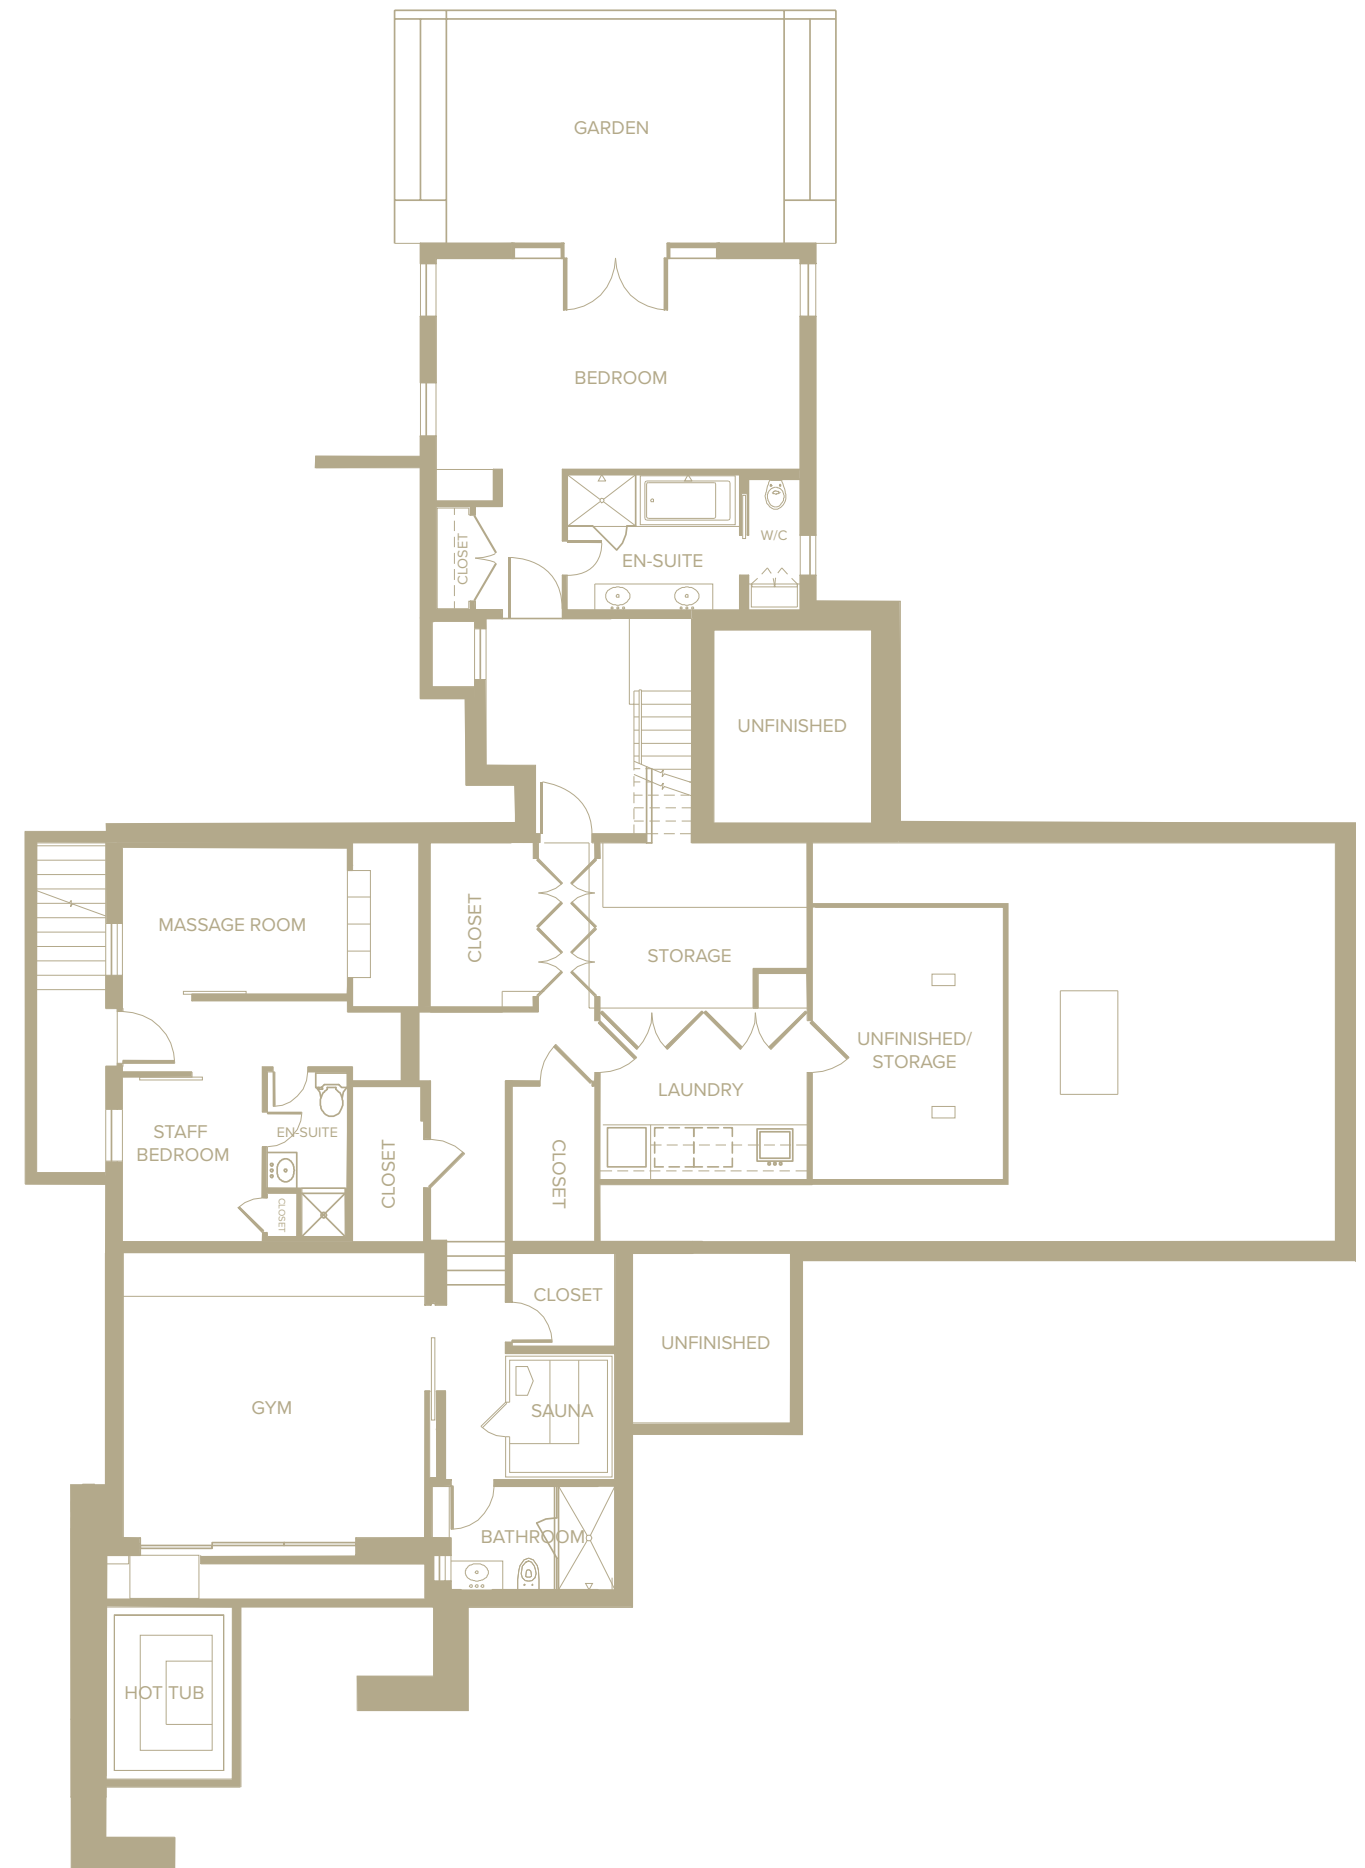 GARDEN
BEDROOM
CLOSET
EN-SUITE
W/C
UNFINISHED
MASSAGE ROOM
CLOSET
STORAGE
UNFINISHED/
STORAGE
LAUNDRY
STAFF
BEDROOM
EN-SUITE
CLOSET
CLOSET
CLOSET
CLOSET
UNFINISHED
GYM
SAUNA
BATHROOM
HOT TUB